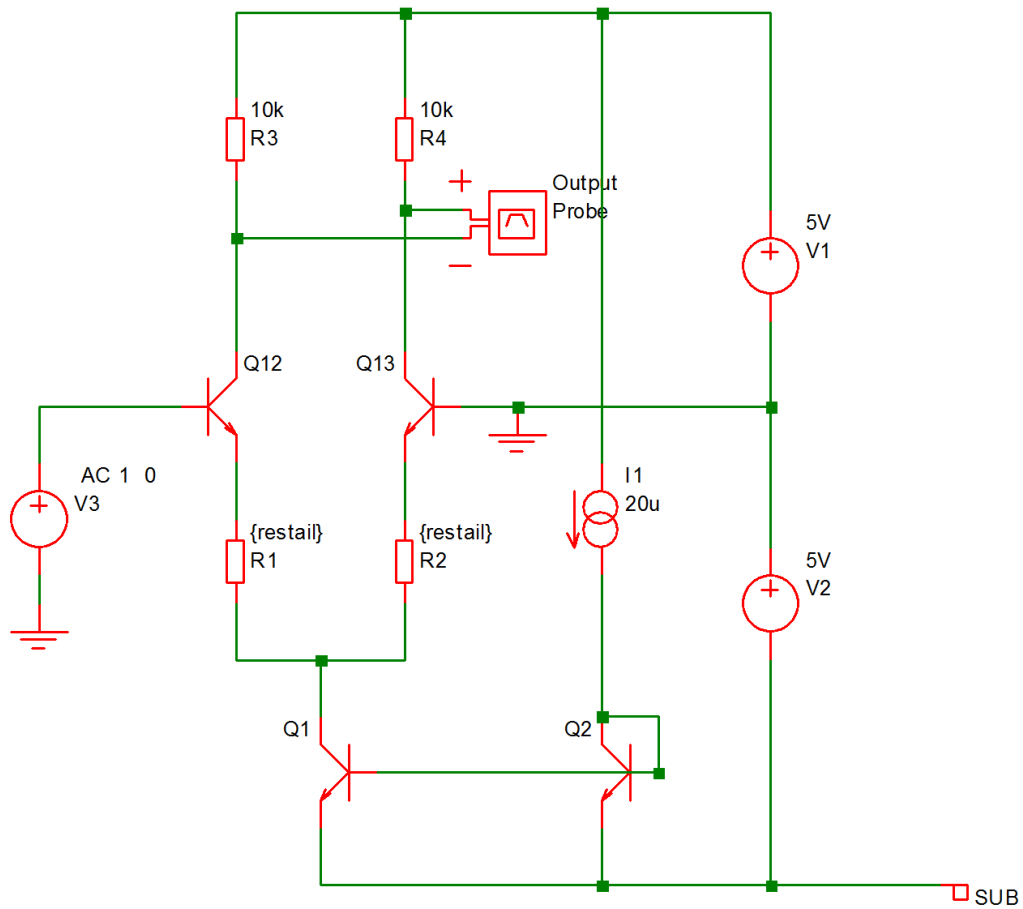 10k
R3
10k
R4
+
Output
Probe
−
5V
V1
Q12
Q13
AC 1 0
V3
I1
20u
{restail}
R1
{restail}
R2
5V
V2
Q1
Q2
SUB